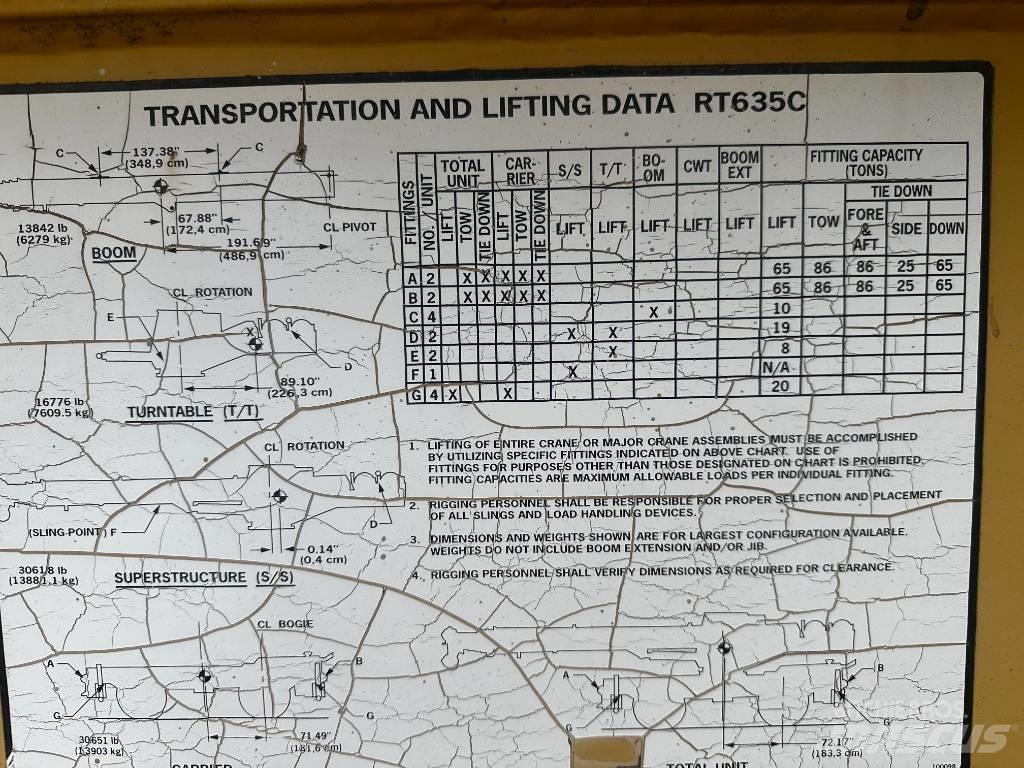 TRANSPORTATION AND LIFTING DATA RT635C
C 137.38" (348,9 cm) C
67.88" (172,4 cm)
CL PIVOT
191.69" (486,9 cm)
13842 lb
(6279 kg)
BOOM
CL ROTATION
E
X
D
89.10"
(226,3 cm)
16776 lb
(7609.5 kg)
TURNTABLE (T/T)
CL ROTATION
D
(SLING POINT) F
0.14"
(0,4 cm)
30618 lb
(13881,1 kg)
SUPERSTRUCTURE (S/S)
CL BOGIE
A B
G G
71.49"
(181,6 cm)
30651 lb
(13903 kg)
CARRIER
FITTINGS NO. / UNIT TOTAL UNIT CAR-RIER S/S T/T BO-OM CWT BOOM EXT FITTING CAPACITY (TONS)
TIE DOWN
LIFT TOW TIE DOWN LIFT TOW TIE DOWN LIFT LIFT LIFT LIFT LIFT LIFT TOW FORE & AFT SIDE DOWN
A 2 X X X X X 65 86 86 25 65
B 2 X X X X X 65 86 86 25 65
C 4 X 10
D 2 X X 19
E 2 X 8
F 1 X N/A
G 4 X X 20
1. LIFTING OF ENTIRE CRANE OR MAJOR CRANE ASSEMBLIES MUST BE ACCOMPLISHED
BY UTILIZING SPECIFIC FITTINGS INDICATED ON ABOVE CHART. USE OF
FITTINGS FOR PURPOSES OTHER THAN THOSE DESIGNATED ON CHART IS PROHIBITED.
FITTING CAPACITIES ARE MAXIMUM ALLOWABLE LOADS PER INDIVIDUAL FITTING.
2. RIGGING PERSONNEL SHALL BE RESPONSIBLE FOR PROPER SELECTION AND PLACEMENT
OF ALL SLINGS AND LOAD HANDLING DEVICES.
3. DIMENSIONS AND WEIGHTS SHOWN ARE FOR LARGEST CONFIGURATION AVAILABLE.
WEIGHTS DO NOT INCLUDE BOOM EXTENSION AND/OR JIB.
4. RIGGING PERSONNEL SHALL VERIFY DIMENSIONS AS REQUIRED FOR CLEARANCE.
A B
G G
72.17"
(183,3 cm)
TOTAL UNIT
100098